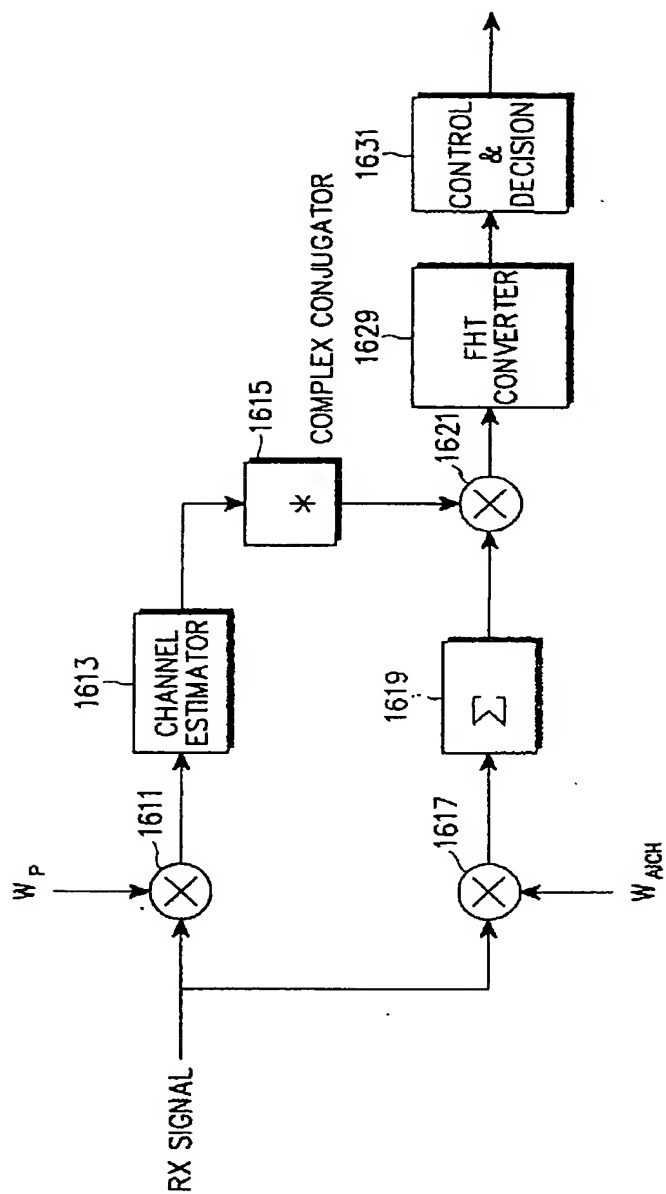 W_P
1611
1613
CHANNEL
ESTIMATOR
1615
*
COMPLEX CONJUGATOR
RX SIGNAL
1617
W_AICH
1619
Σ
1621
1629
FHT
CONVERTER
1631
CONTROL
&
DECISION